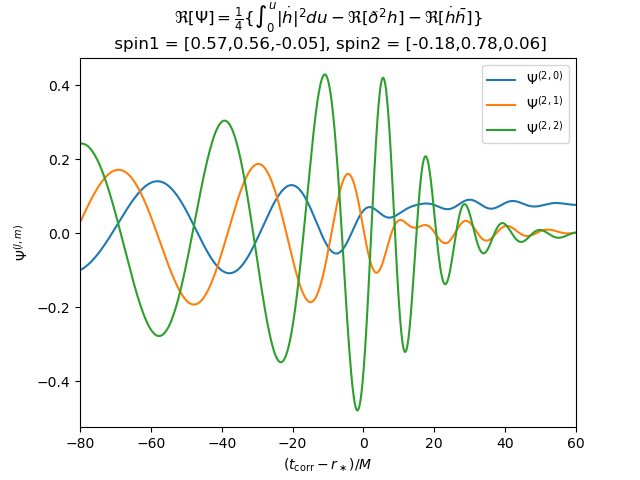 ℜ[Ψ] = 1/4{∫₀ᵘ|ḣ|²du − ℜ[ð²h] − ℜ[ḣh̄]}
spin1 = [0.57,0.56,-0.05], spin2 = [-0.18,0.78,0.06]
Ψ⁽²,⁰⁾
Ψ⁽²,¹⁾
Ψ⁽²,²⁾
Ψ⁽ˡ,ᵐ⁾
0.4
0.2
0.0
−0.2
−0.4
−80 −60 −40 −20 0 20 40 60
(t_corr − r_*)/M